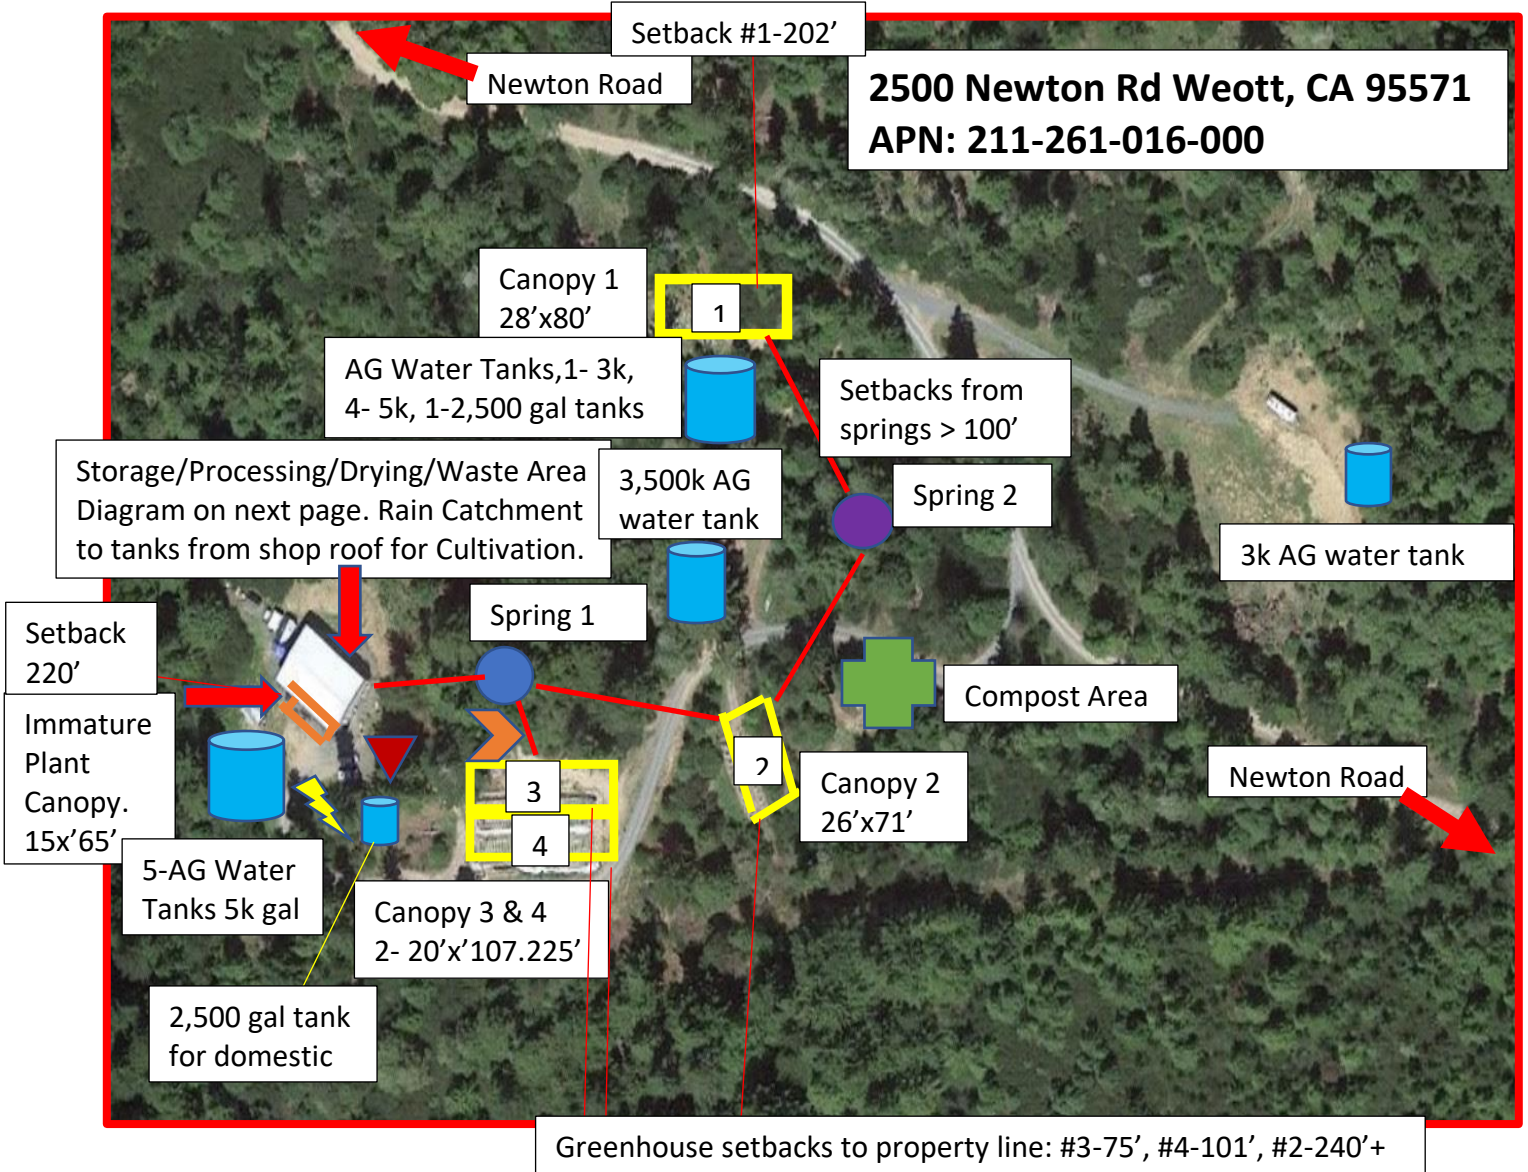 Setback #1-202’
Newton Road
2500 Newton Rd Weott, CA 95571
APN: 211-261-016-000
Canopy 1
28’x80’
1
AG Water Tanks,1- 3k,
4- 5k, 1-2,500 gal tanks
Setbacks from
springs > 100’
Storage/Processing/Drying/Waste Area
Diagram on next page. Rain Catchment
to tanks from shop roof for Cultivation.
3,500k AG
water tank
Spring 2
3k AG water tank
Spring 1
Setback
220’
Immature
Plant
Canopy.
15x’65’
Compost Area
2
Canopy 2
26’x71’
Newton Road
3
4
5-AG Water
Tanks 5k gal
Canopy 3 & 4
2- 20’x’107.225’
2,500 gal tank
for domestic
Greenhouse setbacks to property line: #3-75’, #4-101’, #2-240’+